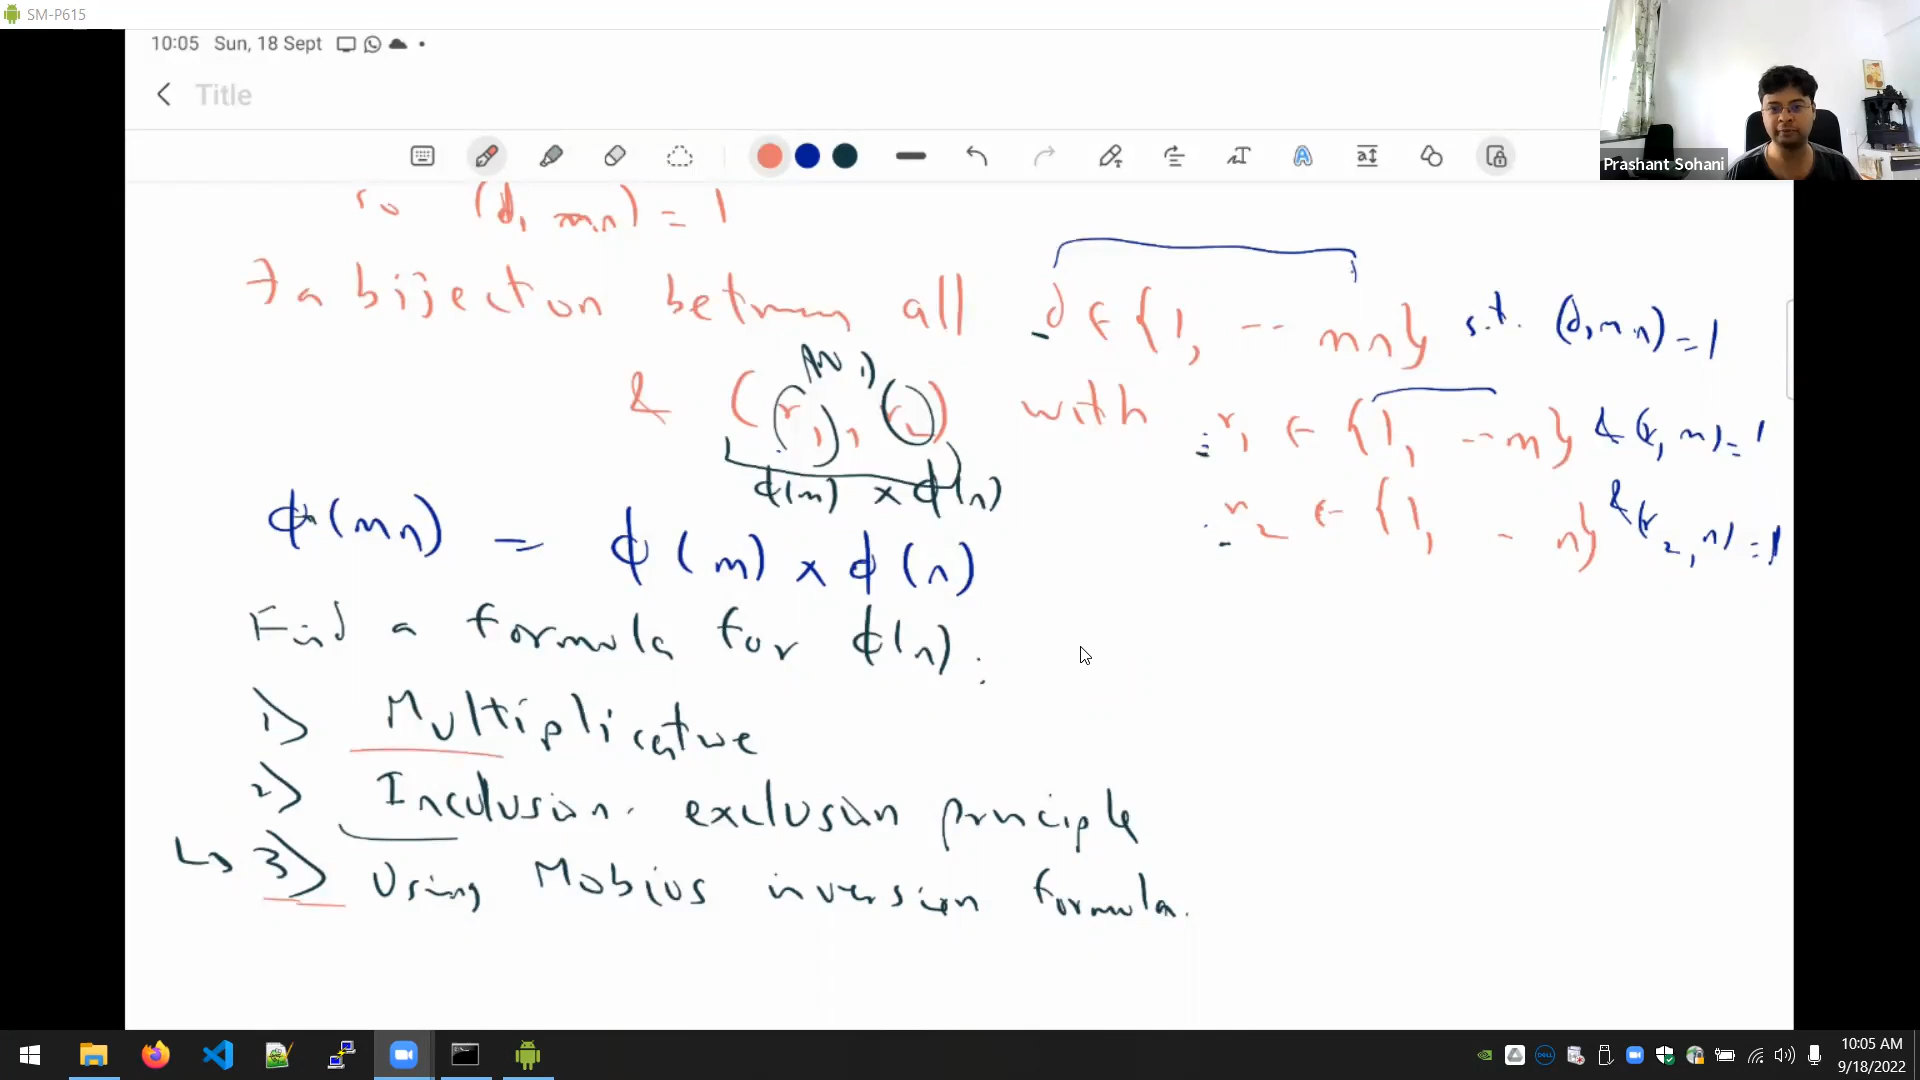 SM-P615
10:05 Sun, 18 Sept
Title
Prashant Sohani
so (d, mn) = 1
∃ a bijection between all d ∈ {1, -- mn} s.t. (d, mn) = 1
& (r₁, r₂) with r₁ ∈ {1, -- m} & (r₁, m) = 1
r₂ ∈ {1, - n} & (r₂, n) = 1
ϕ(m) × ϕ(n)
ϕ(mn) = ϕ(m) × ϕ(n)
Find a formula for ϕ(n).
1) Multiplicative
2) Inclusion. exclusion principle
↳ 3) Using Mobius inversion formula.
10:05 AM
9/18/2022